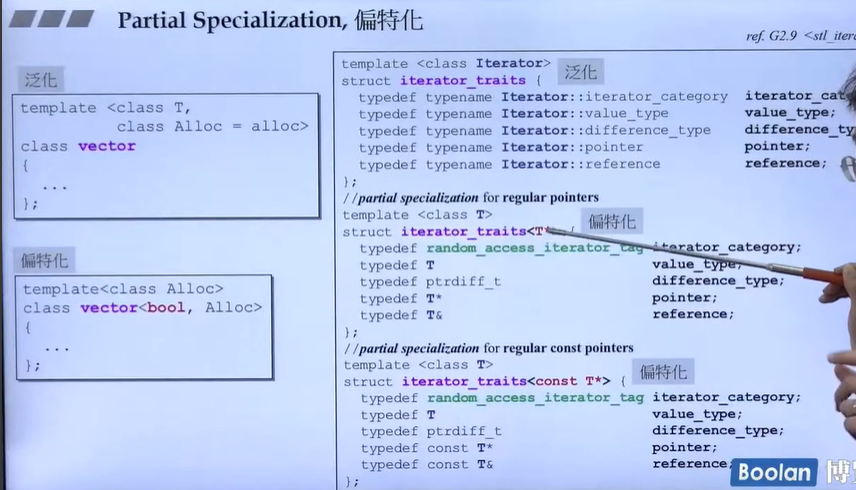 Partial Specialization, 偏特化
ref. G2.9 <stl_iter
泛化
template <class T,
class Alloc = alloc>
class vector
{
...
};
偏特化
template<class Alloc>
class vector<bool, Alloc>
{
...
};
template <class Iterator>
泛化
struct iterator_traits {
typedef typename Iterator::iterator_category iterator_cat
typedef typename Iterator::value_type value_type;
typedef typename Iterator::difference_type difference_ty
typedef typename Iterator::pointer pointer;
typedef typename Iterator::reference reference;
};
//partial specialization for regular pointers
template <class T>
偏特化
struct iterator_traits<T* {
typedef random_access_iterator_tag iterator_category;
typedef T value_type;
typedef ptrdiff_t difference_type;
typedef T* pointer;
typedef T& reference;
};
//partial specialization for regular const pointers
template <class T>
偏特化
struct iterator_traits<const T*> {
typedef random_access_iterator_tag iterator_category;
typedef T value_type;
typedef ptrdiff_t difference_type;
typedef const T* pointer;
typedef const T& reference;
};
Boolan 博